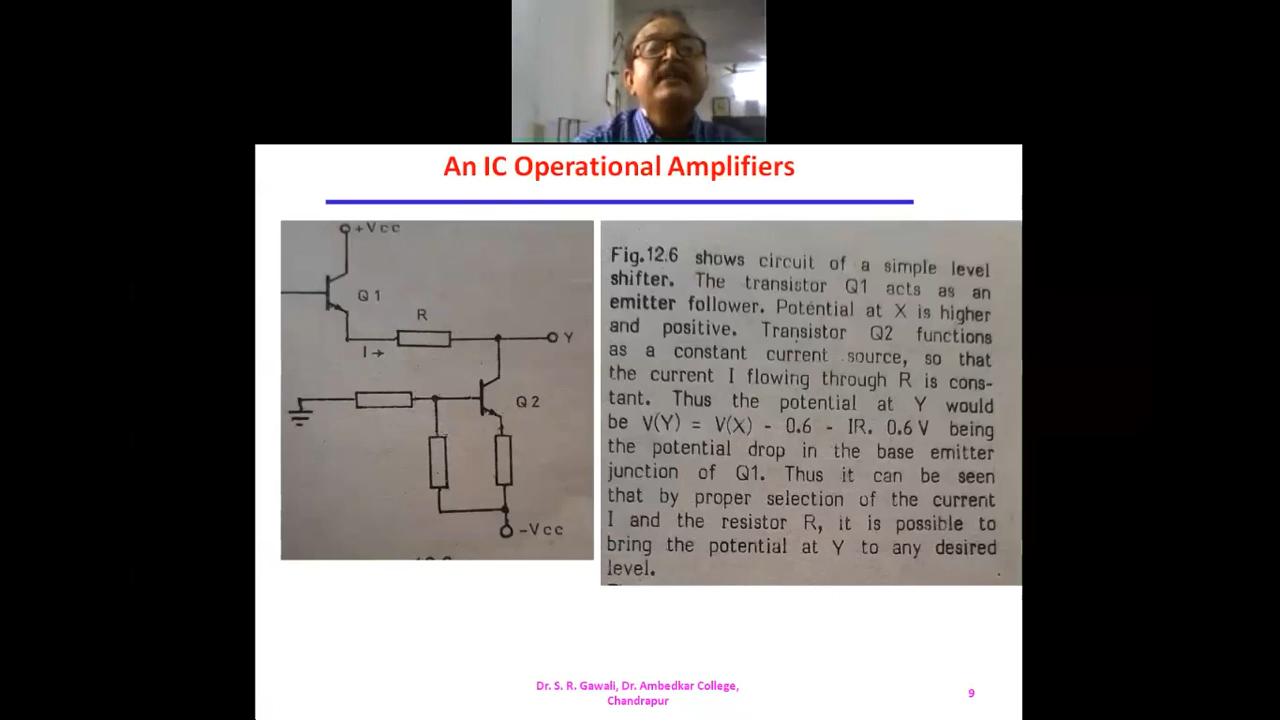 An IC Operational Amplifiers
+Vcc
Q1
R
I→
Y
Q2
-Vcc
Fig.12.6 shows circuit of a simple level
shifter. The transistor Q1 acts as an
emitter follower. Potential at X is higher
and positive. Transistor Q2 functions
as a constant current source, so that
the current I flowing through R is cons-
tant. Thus the potential at Y would
be V(Y) = V(X) - 0.6 - IR. 0.6 V being
the potential drop in the base emitter
junction of Q1. Thus it can be seen
that by proper selection of the current
I and the resistor R, it is possible to
bring the potential at Y to any desired
level.
Dr. S. R. Gawali, Dr. Ambedkar College,
Chandrapur
9